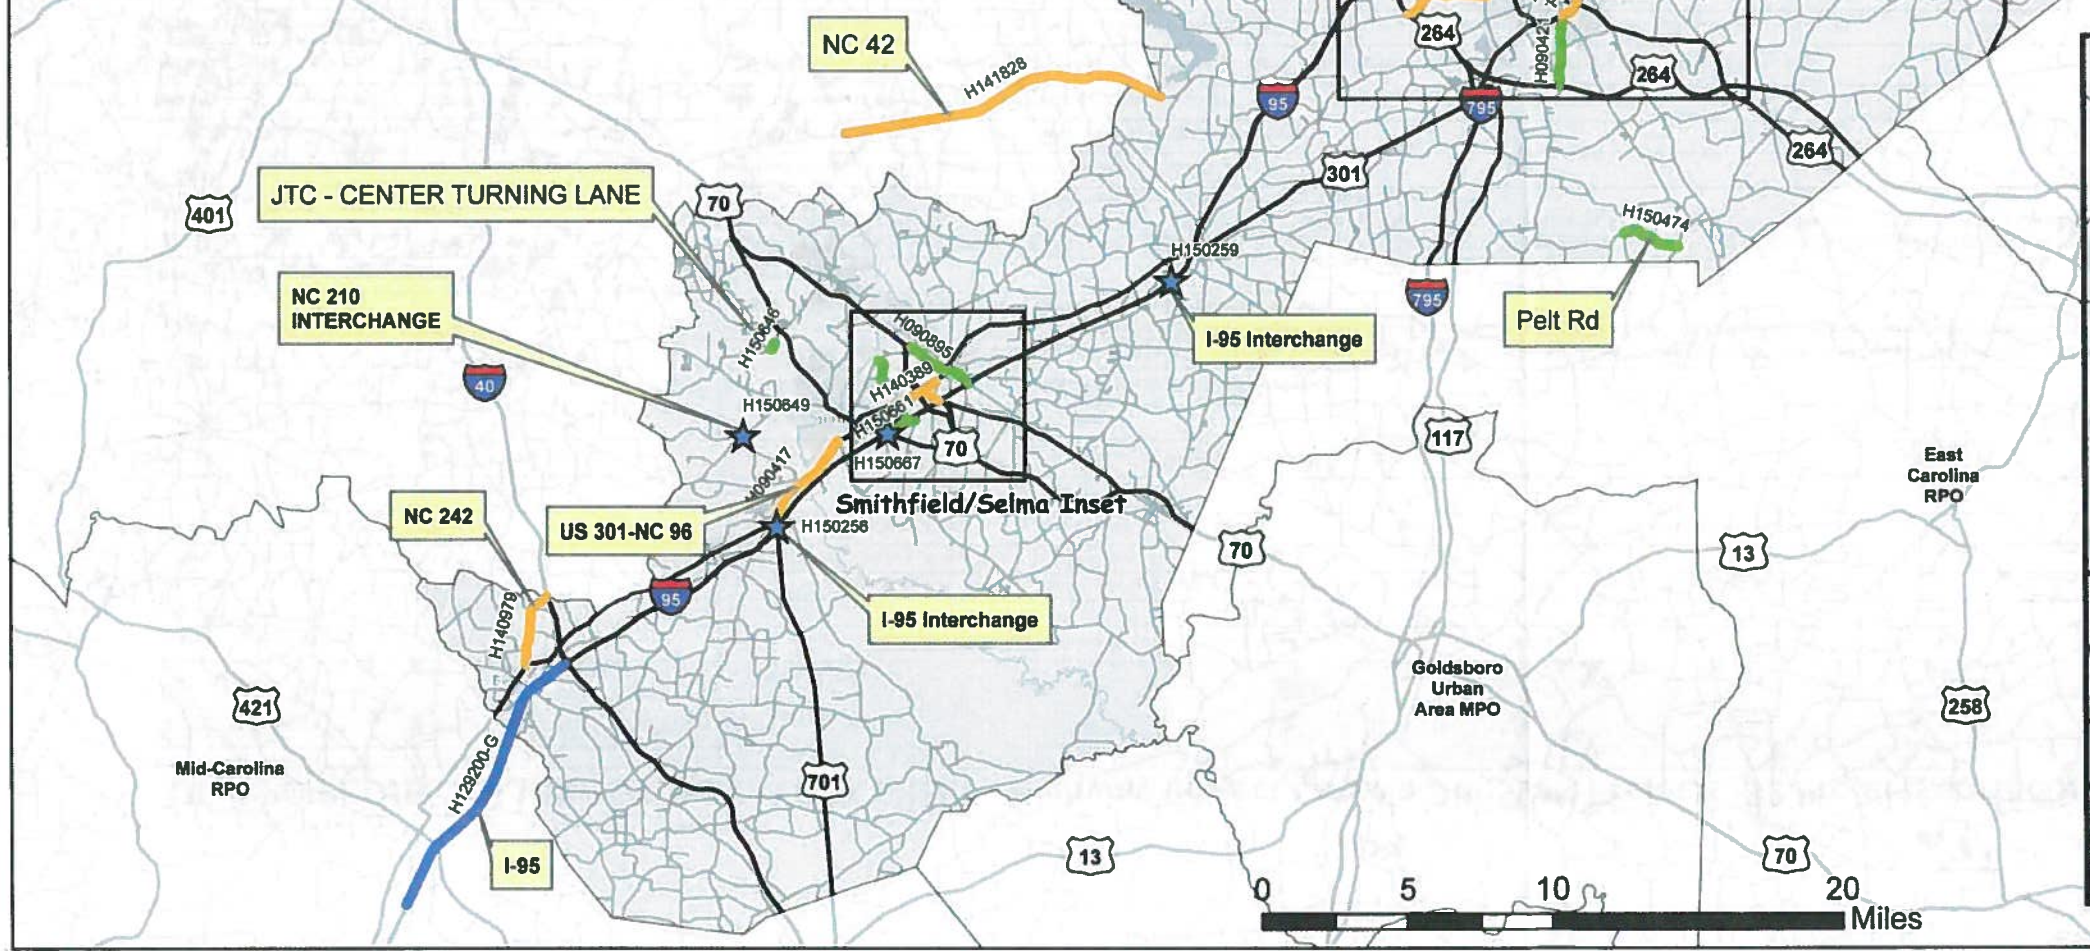 NC 42
H141828
264
H090421
264
95
795
264
301
JTC - CENTER TURNING LANE
70
401
H150474
H150259
NC 210
INTERCHANGE
795
Pelt Rd
H150646
H090895
I-95 Interchange
40
H140389
H150649
H150661
117
70
H150667
H090417
East
Carolina
RPO
Smithfield/Selma Inset
NC 242
US 301-NC 96
H150256
70
13
95
H140979
I-95 Interchange
Goldsboro
Urban
Area MPO
421
258
H129200-G
Mid-Carolina
RPO
701
I-95
13
70
0 5 10 20
Miles